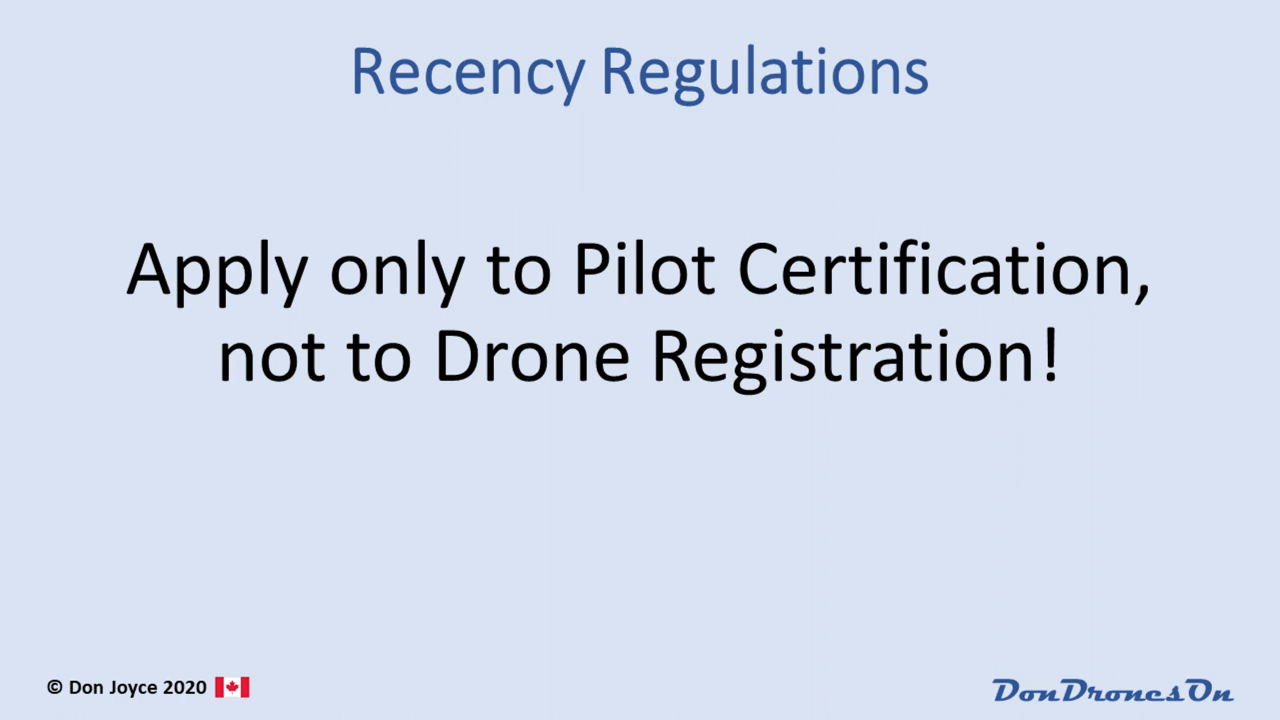 Recency Regulations
Apply only to Pilot Certification,
not to Drone Registration!
© Don Joyce 2020
DonDronesOn